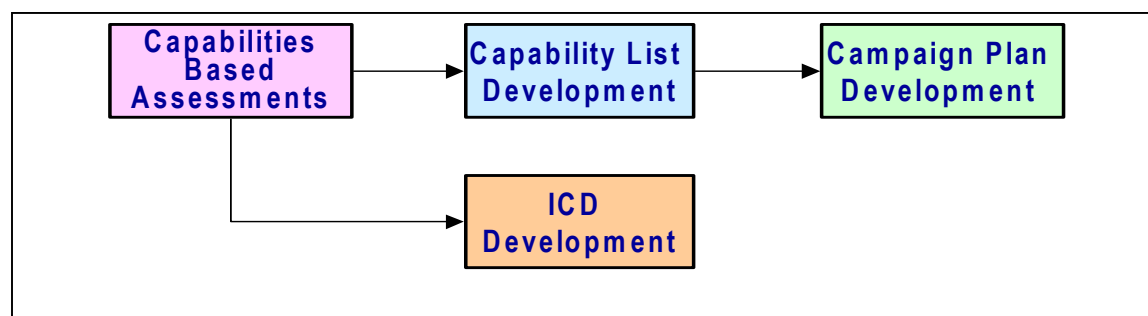 Capabilities
Based
Assessments
Capability List
Development
Campaign Plan
Development
ICD
Development